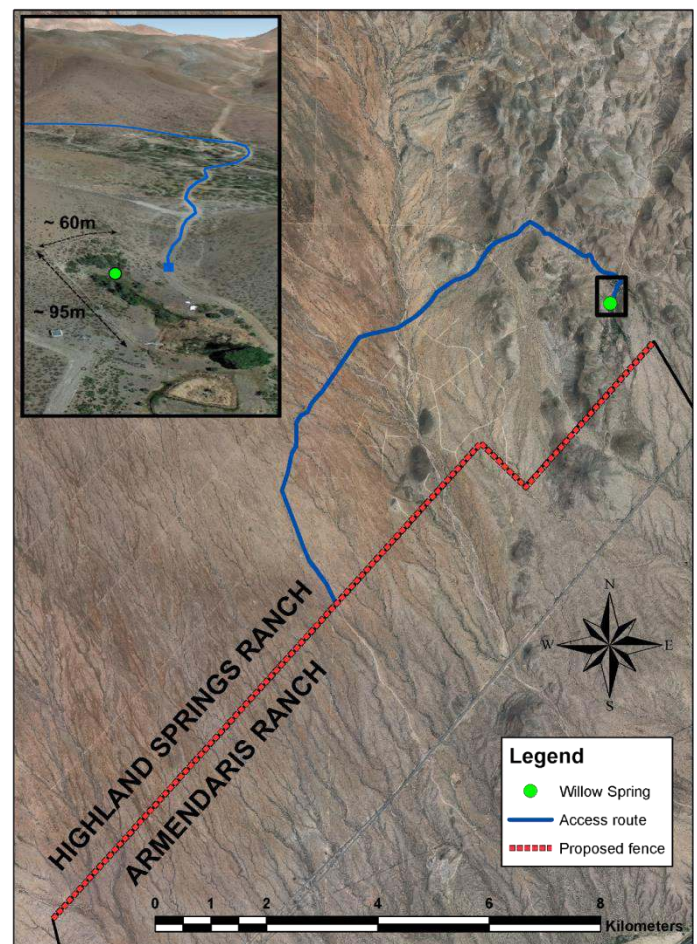 ~ 60m
~ 95m
HIGHLAND SPRINGS RANCH
ARMENDARIS RANCH
N
W E
S
Legend
Willow Spring
Access route
Proposed fence
0 2 4 6 8
Kilometers